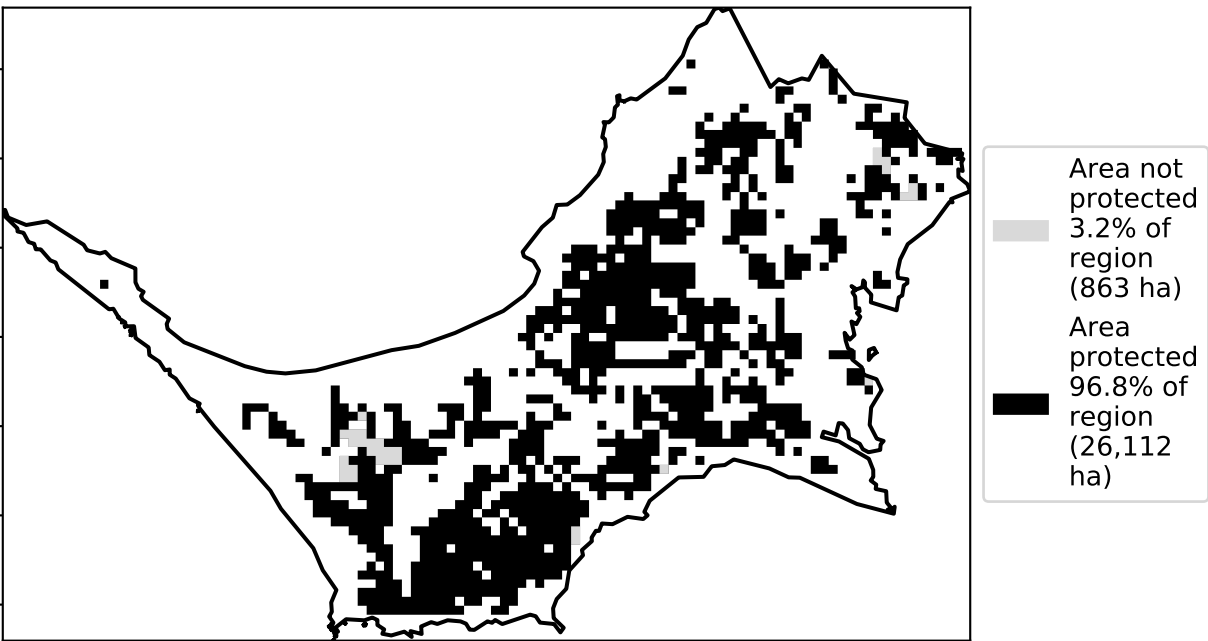 Area not
protected
3.2% of
region
(863 ha)
Area
protected
96.8% of
region
(26,112
ha)